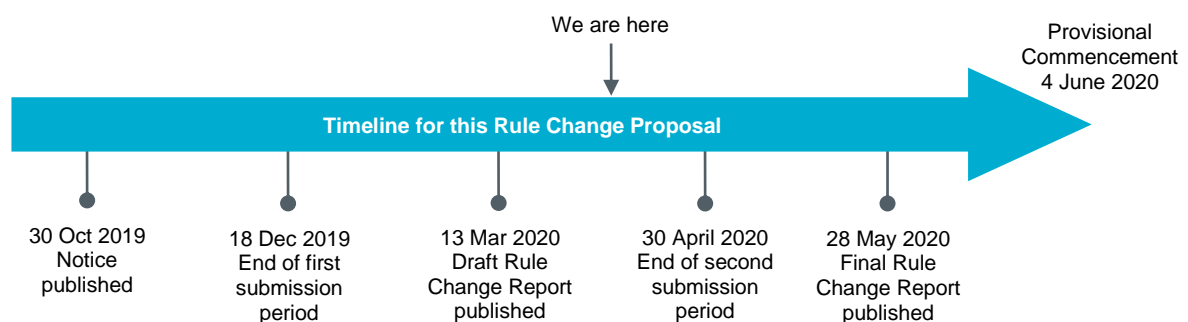 We are here
Provisional
Commencement
4 June 2020
Timeline for this Rule Change Proposal
30 Oct 2019
Notice
published
18 Dec 2019
End of first
submission
period
13 Mar 2020
Draft Rule
Change Report
published
30 April 2020
End of second
submission
period
28 May 2020
Final Rule
Change Report
published